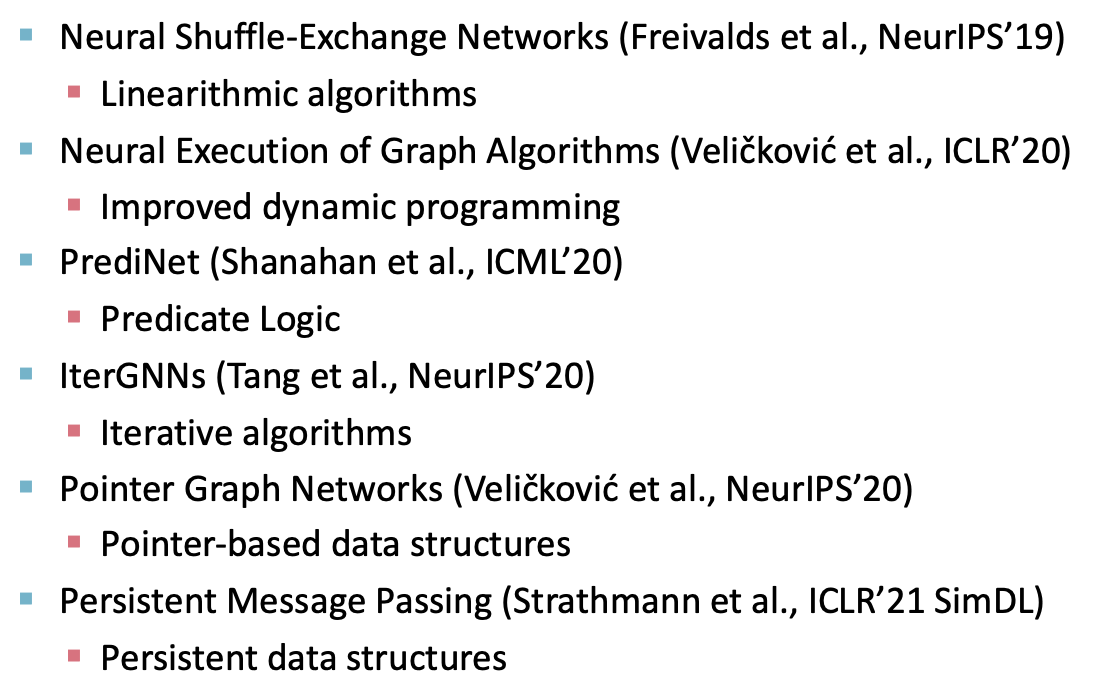 Neural Shuffle-Exchange Networks (Freivalds et al., NeurIPS’19)
Linearithmic algorithms
Neural Execution of Graph Algorithms (Veličković et al., ICLR’20)
Improved dynamic programming
PrediNet (Shanahan et al., ICML’20)
Predicate Logic
IterGNNs (Tang et al., NeurIPS’20)
Iterative algorithms
Pointer Graph Networks (Veličković et al., NeurIPS’20)
Pointer-based data structures
Persistent Message Passing (Strathmann et al., ICLR’21 SimDL)
Persistent data structures